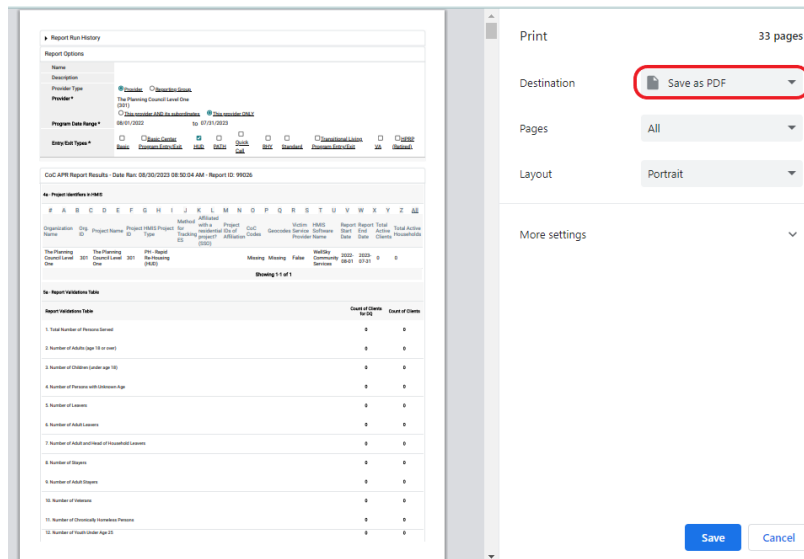 Report Run History
Report Options
Name
Description
Provider Type Provider Reporting Group
Provider* The Planning Council Level One
(301)
This provider AND its subordinates This provider ONLY
Program Date Range* 08/01/2022 to 07/31/2023
Entry/Exit Types* Basic Basic Center Program Entry/Exit HUD PATH Quick Call RHY Standard Transitional Living Program Entry/Exit VA HPRP (Retired)
CoC APR Report Results - Date Ran: 08/30/2023 08:50:04 AM - Report ID: 99026
4a - Project Identifiers in HMIS
# A B C D E F G H I J K L M N O P Q R S T U V W X Y Z All
Organization Name Org. ID Project Name Project ID HMIS Project Type Method for Tracking ES Affiliated with a residential project? (SSO) Project IDs of Affiliation CoC Codes Geocodes Victim Service Provider HMIS Software Name Report Start Date Report End Date Total Active Clients Total Active Households
The Planning Council Level One 301 The Planning Council Level One 301 PH - Rapid Re-Housing (HUD) Missing Missing False WellSky Community Services 2022-08-01 2023-07-31 0 0
Showing 1-1 of 1
5a - Report Validations Table
Report Validations Table Count of Clients for DQ Count of Clients
1. Total Number of Persons Served 0 0
2. Number of Adults (age 18 or over) 0 0
3. Number of Children (under age 18) 0 0
4. Number of Persons with Unknown Age 0 0
5. Number of Leavers 0 0
6. Number of Adult Leavers 0 0
7. Number of Adult and Head of Household Leavers 0 0
8. Number of Stayers 0 0
9. Number of Adult Stayers 0 0
10. Number of Veterans 0 0
11. Number of Chronically Homeless Persons 0 0
12. Number of Youth Under Age 25 0 0
Print 33 pages
Destination Save as PDF
Pages All
Layout Portrait
More settings
Save Cancel